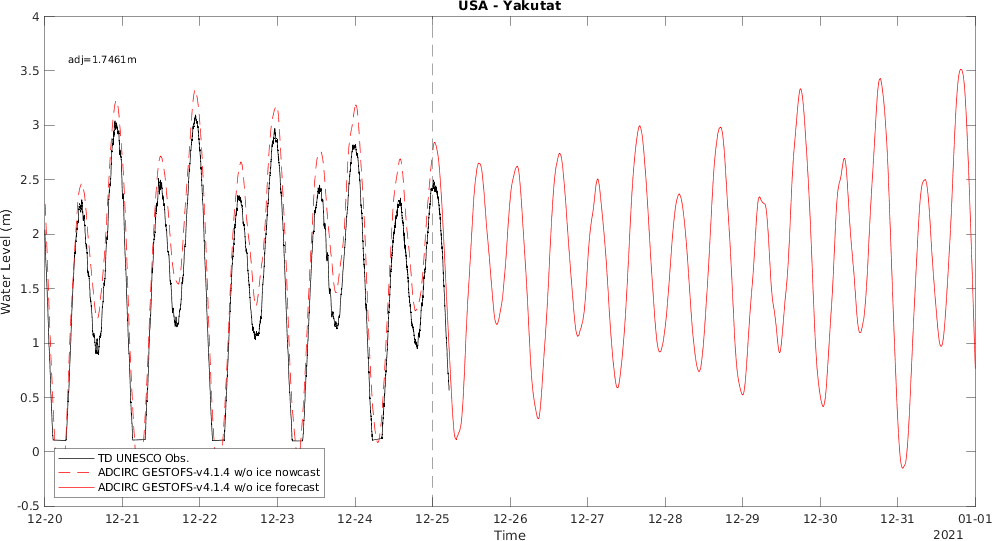 USA - Yakutat
adj=1.7461m
4
3.5
3
2.5
2
1.5
1
0.5
0
-0.5
Water Level (m)
TD UNESCO Obs.
ADCIRC GESTOFS-v4.1.4 w/o ice nowcast
ADCIRC GESTOFS-v4.1.4 w/o ice forecast
12-20 12-21 12-22 12-23 12-24 12-25 12-26 12-27 12-28 12-29 12-30 12-31 01-01
Time
2021